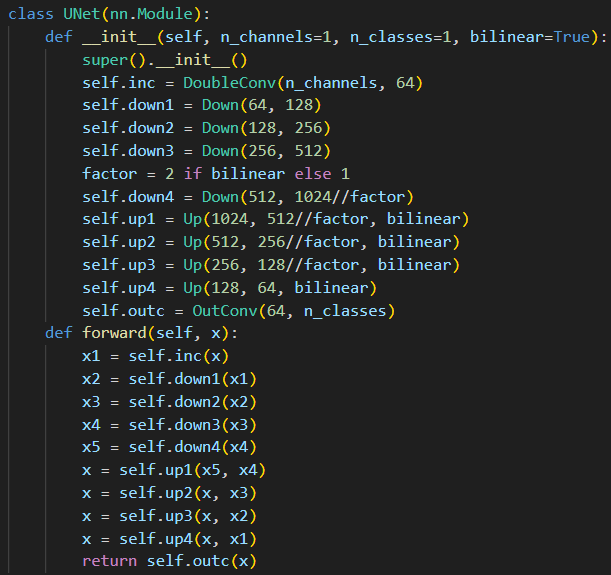 class UNet(nn.Module):
    def __init__(self, n_channels=1, n_classes=1, bilinear=True):
        super().__init__()
        self.inc = DoubleConv(n_channels, 64)
        self.down1 = Down(64, 128)
        self.down2 = Down(128, 256)
        self.down3 = Down(256, 512)
        factor = 2 if bilinear else 1
        self.down4 = Down(512, 1024//factor)
        self.up1 = Up(1024, 512//factor, bilinear)
        self.up2 = Up(512, 256//factor, bilinear)
        self.up3 = Up(256, 128//factor, bilinear)
        self.up4 = Up(128, 64, bilinear)
        self.outc = OutConv(64, n_classes)
    def forward(self, x):
        x1 = self.inc(x)
        x2 = self.down1(x1)
        x3 = self.down2(x2)
        x4 = self.down3(x3)
        x5 = self.down4(x4)
        x = self.up1(x5, x4)
        x = self.up2(x, x3)
        x = self.up3(x, x2)
        x = self.up4(x, x1)
        return self.outc(x)